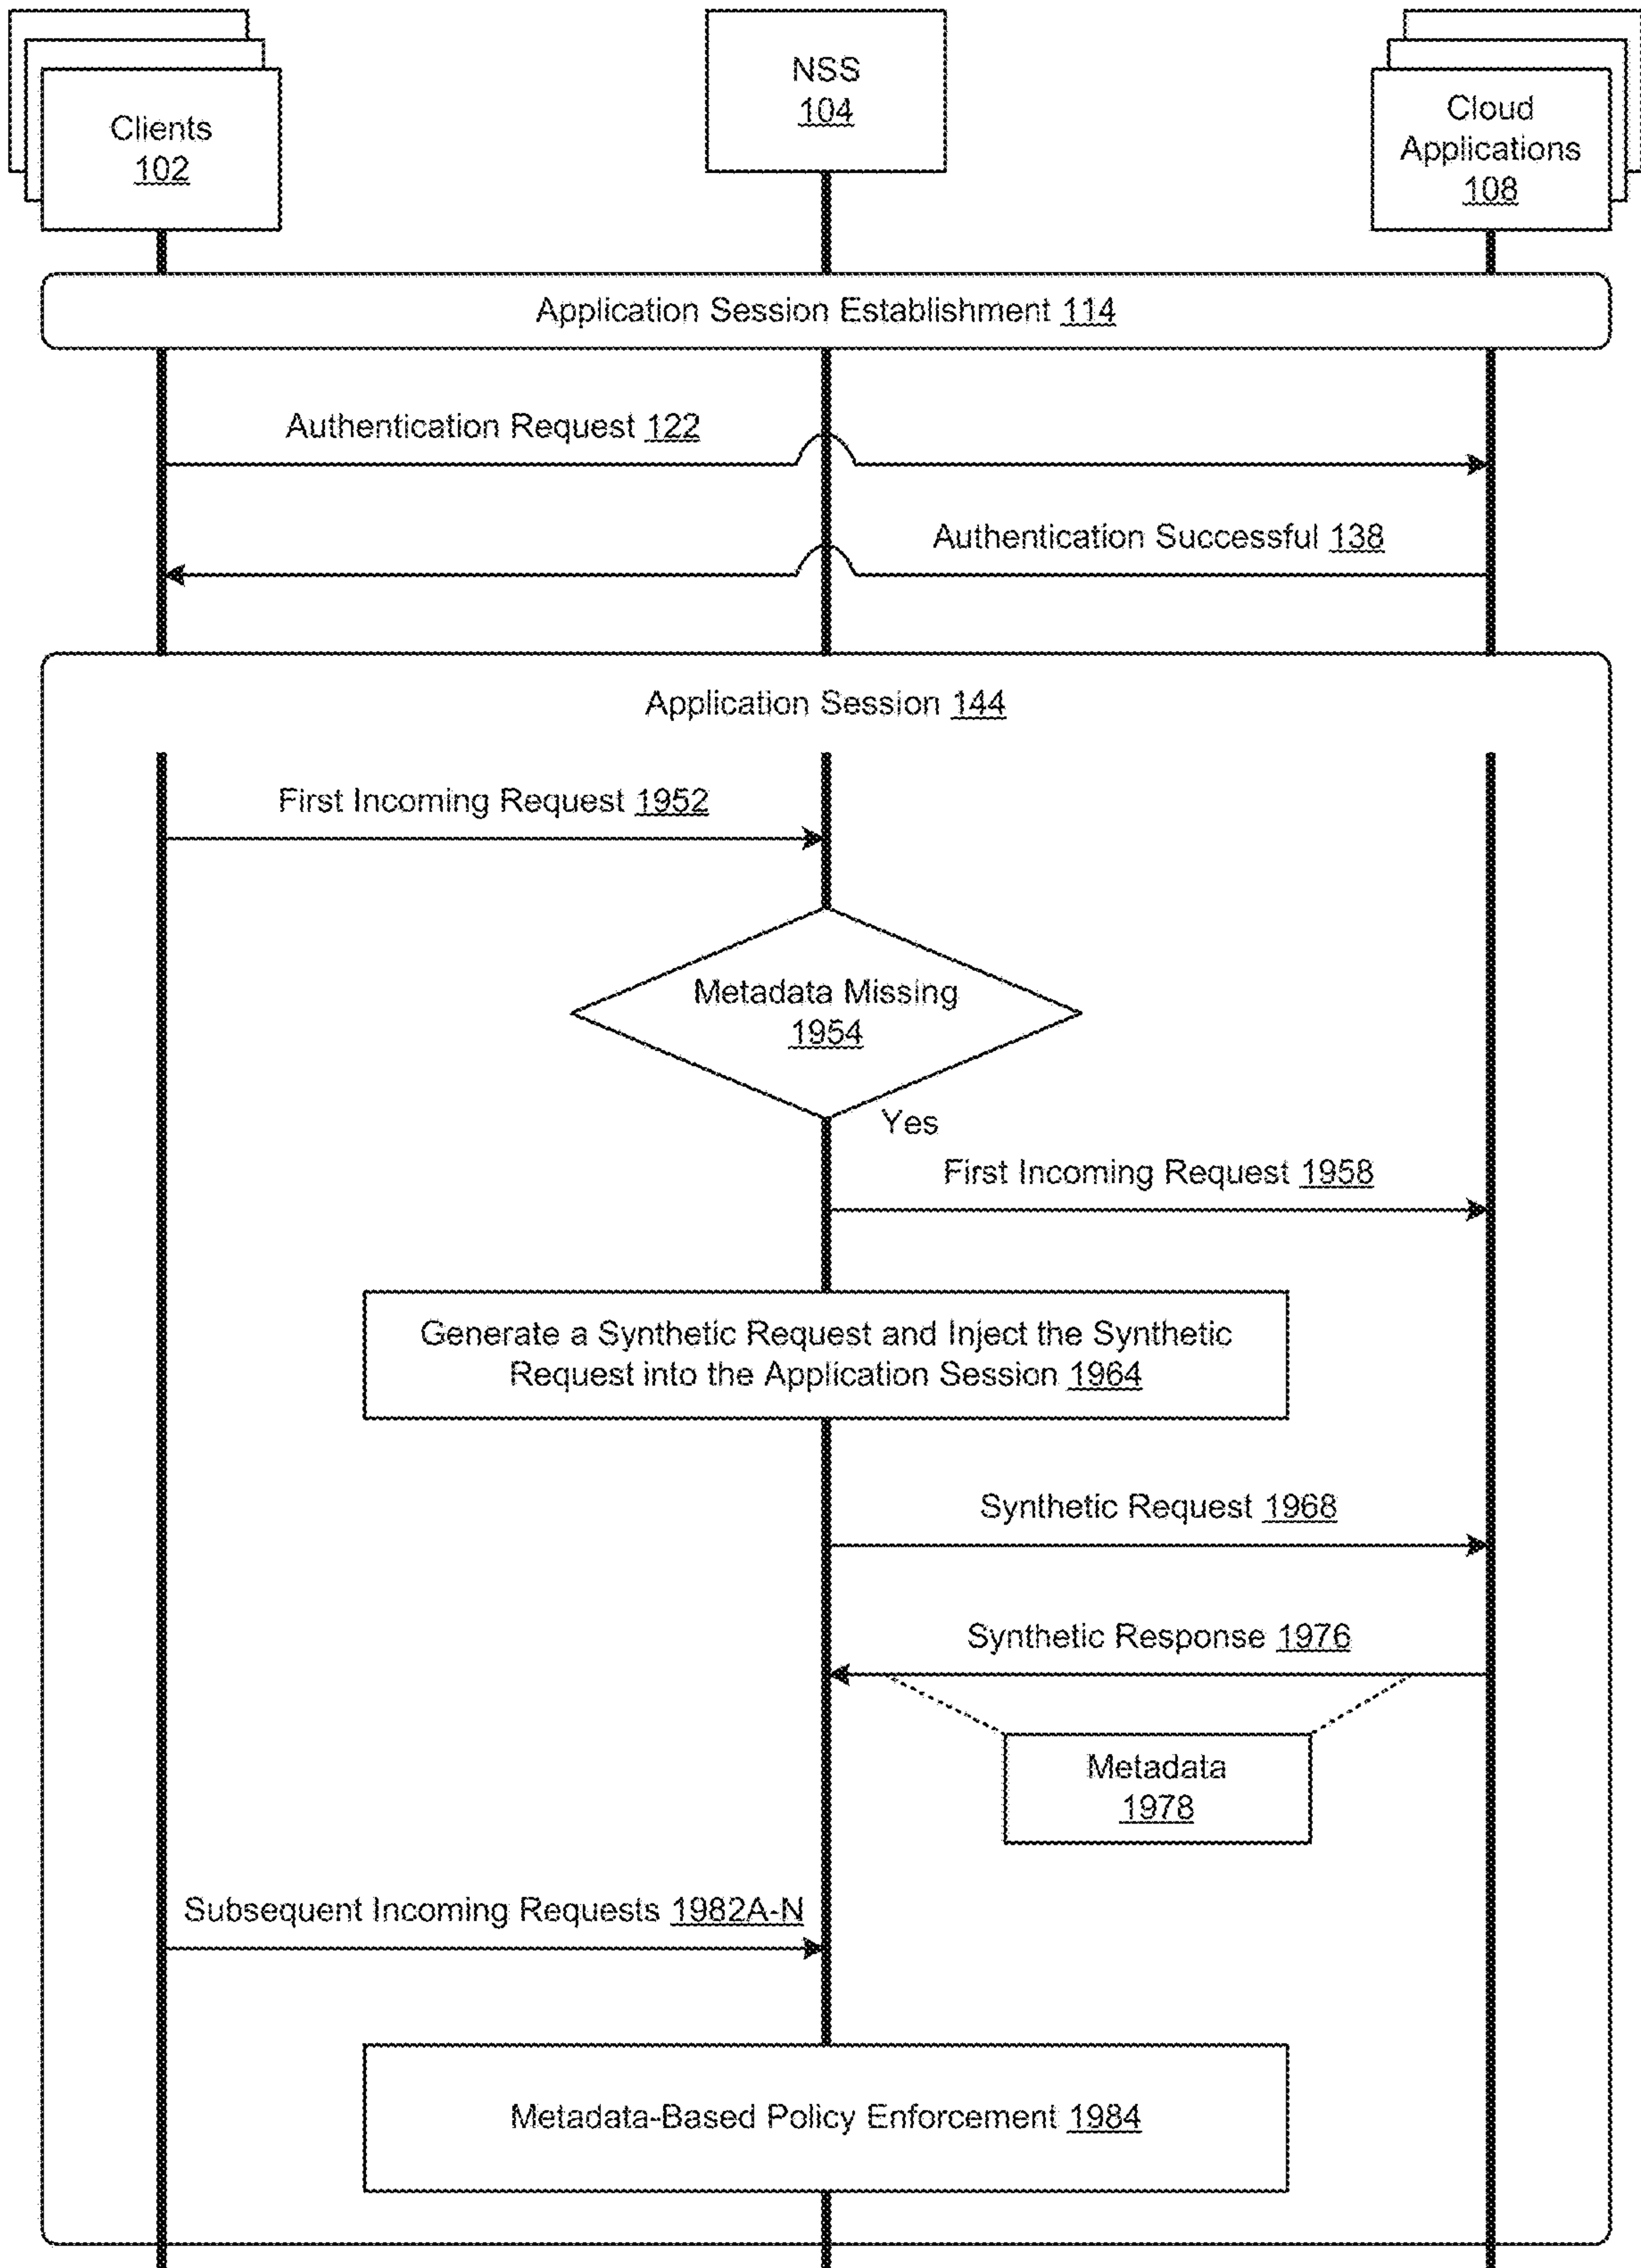 Clients
102
NSS
104
Cloud
Applications
108
Application Session Establishment 114
Authentication Request 122
Authentication Successful 138
Application Session 144
First Incoming Request 1952
Metadata Missing
1954
Yes
First Incoming Request 1958
Generate a Synthetic Request and Inject the Synthetic
Request into the Application Session 1964
Synthetic Request 1968
Synthetic Response 1976
Metadata
1978
Subsequent Incoming Requests 1982A-N
Metadata-Based Policy Enforcement 1984